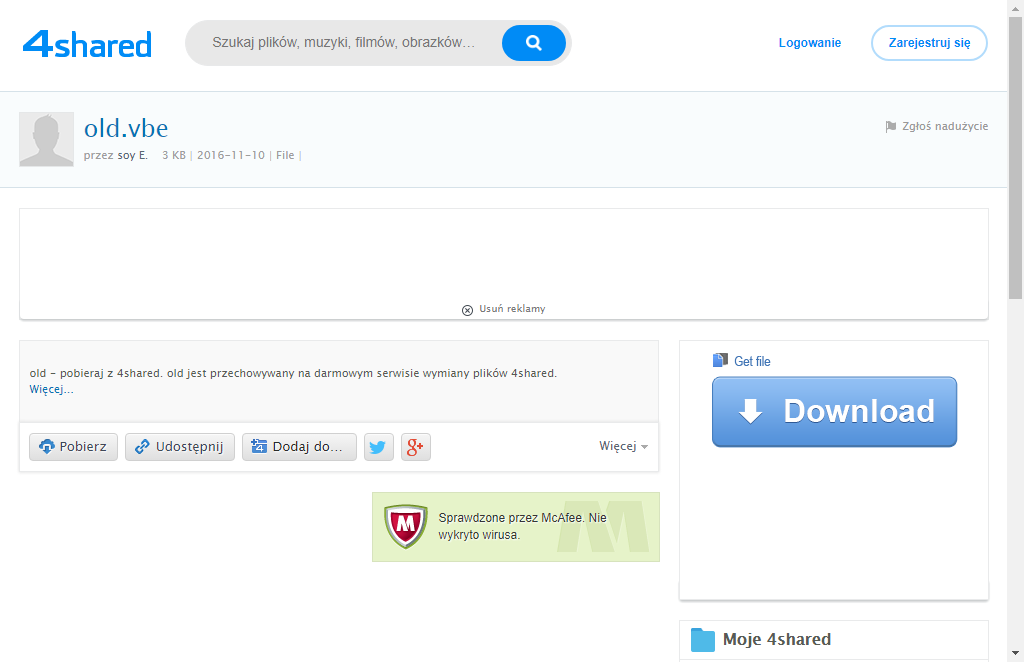 4shared
Szukaj plików, muzyki, filmów, obrazków…
Logowanie
Zarejestruj się
old.vbe
przez soy E. 3 KB | 2016-11-10 | File |
Zgłoś nadużycie
Usuń reklamy
old - pobieraj z 4shared. old jest przechowywany na darmowym serwisie wymiany plików 4shared.
Więcej...
Pobierz
Udostępnij
4 Dodaj do...
g+
Więcej
M Sprawdzone przez McAfee. Nie
wykryto wirusa.
Get file
Download
Moje 4shared